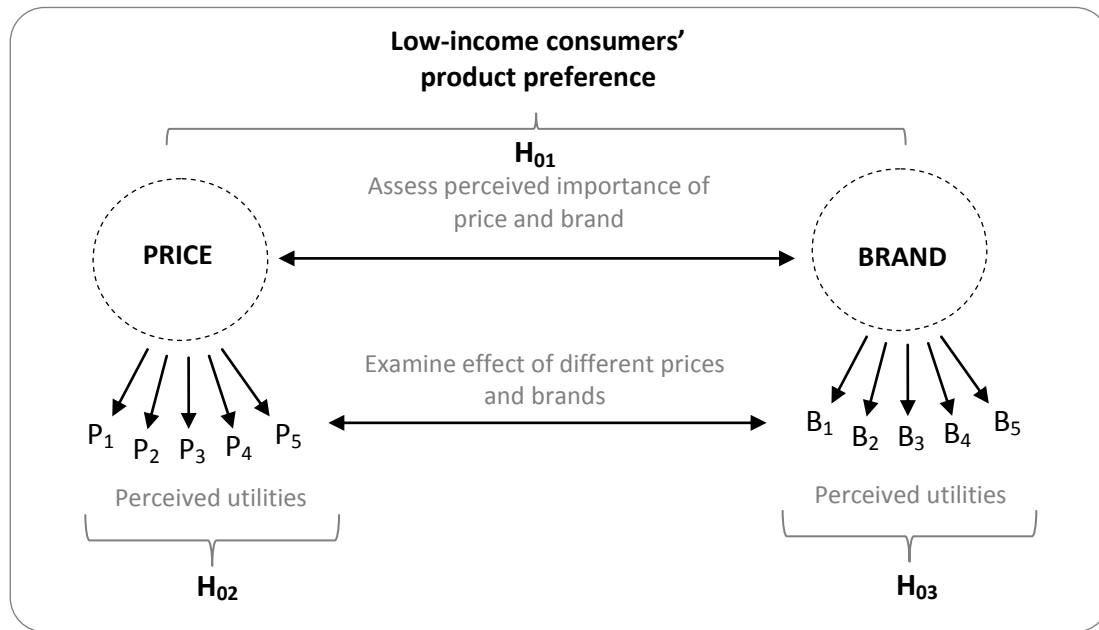 Low-income consumers’
product preference
H01
Assess perceived importance of
price and brand
PRICE
BRAND
Examine effect of different prices
and brands
P1 P2 P3 P4 P5
B1 B2 B3 B4 B5
Perceived utilities
Perceived utilities
H02
H03